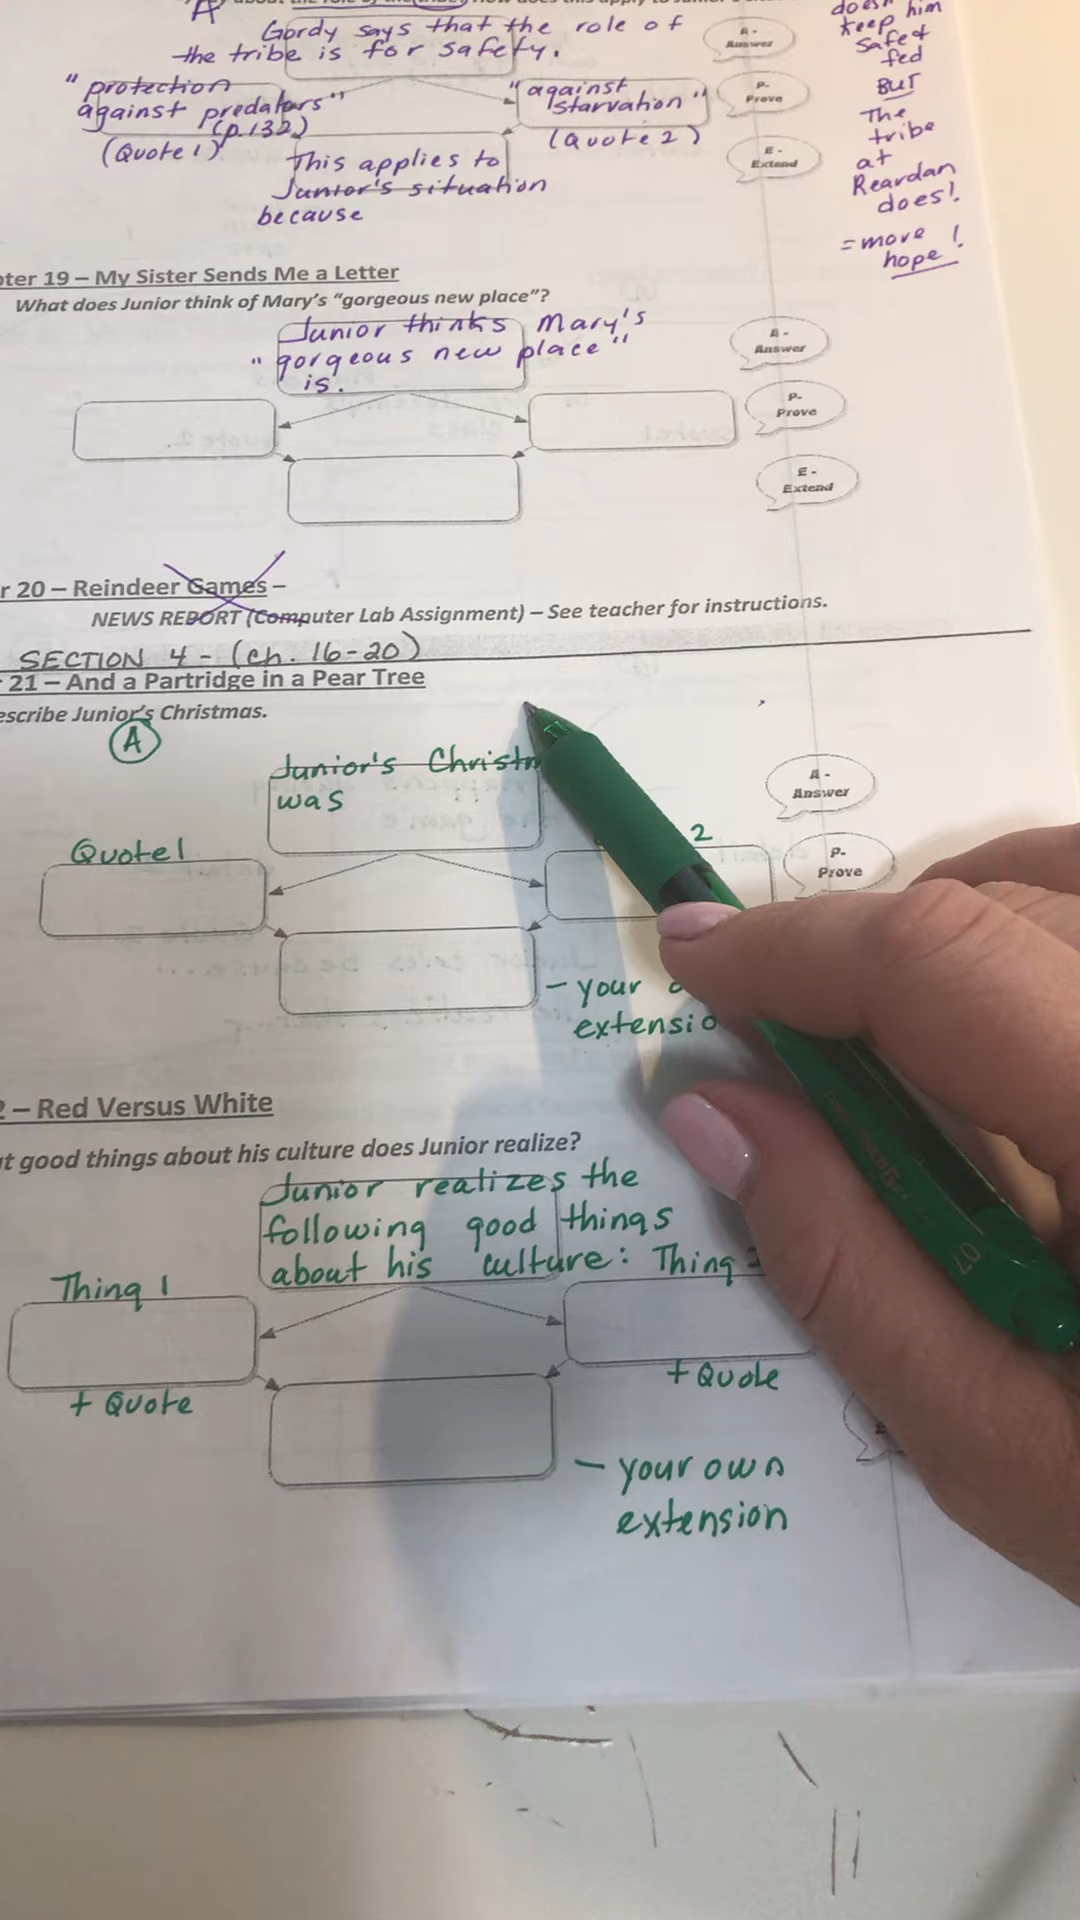 A
Gordy says that the role of
the tribe is for safety.
A -
Answer
"protection
against predators"
(p.132)
(Quote 1)
"against
starvation"
(Quote 2)
P-
Prove
E -
Extend
This applies to
Junior's situation
because
keep him
safe +
fed
BUT
The
tribe
at
Reardan
does!
= more
hope!
ter 19 – My Sister Sends Me a Letter
What does Junior think of Mary's "gorgeous new place"?
Junior thinks Mary's
"gorgeous new place"
is.
A -
Answer
P-
Prove
E -
Extend
r 20 – Reindeer Games –
NEWS REPORT (Computer Lab Assignment) – See teacher for instructions.
SECTION 4 - (Ch. 16-20)
21 – And a Partridge in a Pear Tree
escribe Junior's Christmas.
A
Junior's Christm
was
A -
Answer
Quote 1
2
P-
Prove
- your
extensio
2 – Red Versus White
t good things about his culture does Junior realize?
Junior realizes the
following good things
about his culture: Thing 2
Thing 1
+ Quote
+ Quote
- your own
extension
07